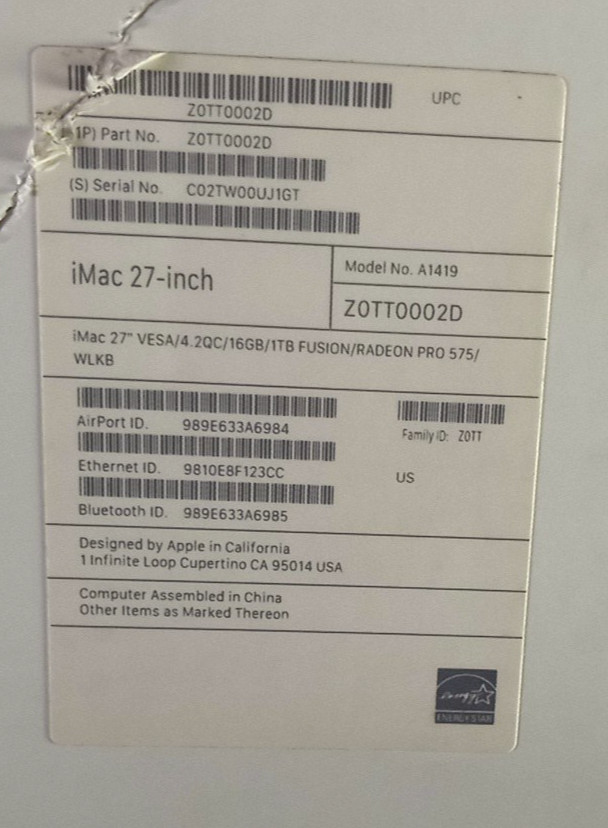 UPC
Z0TT0002D
1P) Part No. Z0TT0002D
(S) Serial No. C02TW00UJ1GT
iMac 27-inch
Model No. A1419
Z0TT0002D
iMac 27" VESA/4.2QC/16GB/1TB FUSION/RADEON PRO 575/
WLKB
AirPort ID. 989E633A6984
Family ID: Z0TT
Ethernet ID. 9810E8F123CC
US
Bluetooth ID. 989E633A6985
Designed by Apple in California
1 Infinite Loop Cupertino CA 95014 USA
Computer Assembled in China
Other Items as Marked Thereon
energy
ENERGY STAR